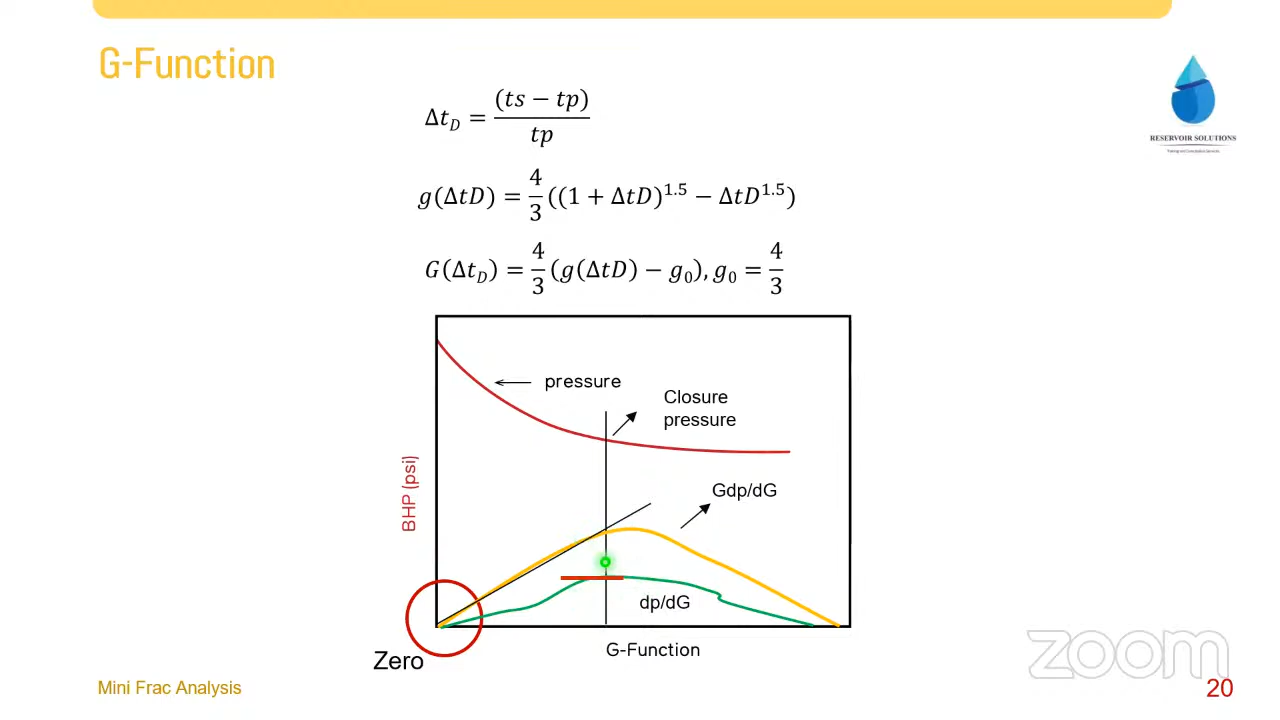 G-Function
Δt_D = (ts − tp) / tp
g(ΔtD) = 4/3 ((1 + ΔtD)^1.5 − ΔtD^1.5)
G(Δt_D) = 4/3 (g(ΔtD) − g_0), g_0 = 4/3
RESERVOIR SOLUTIONS
pressure
Closure
pressure
BHP (psi)
Gdp/dG
dp/dG
Zero
G-Function
zoom
Mini Frac Analysis
20